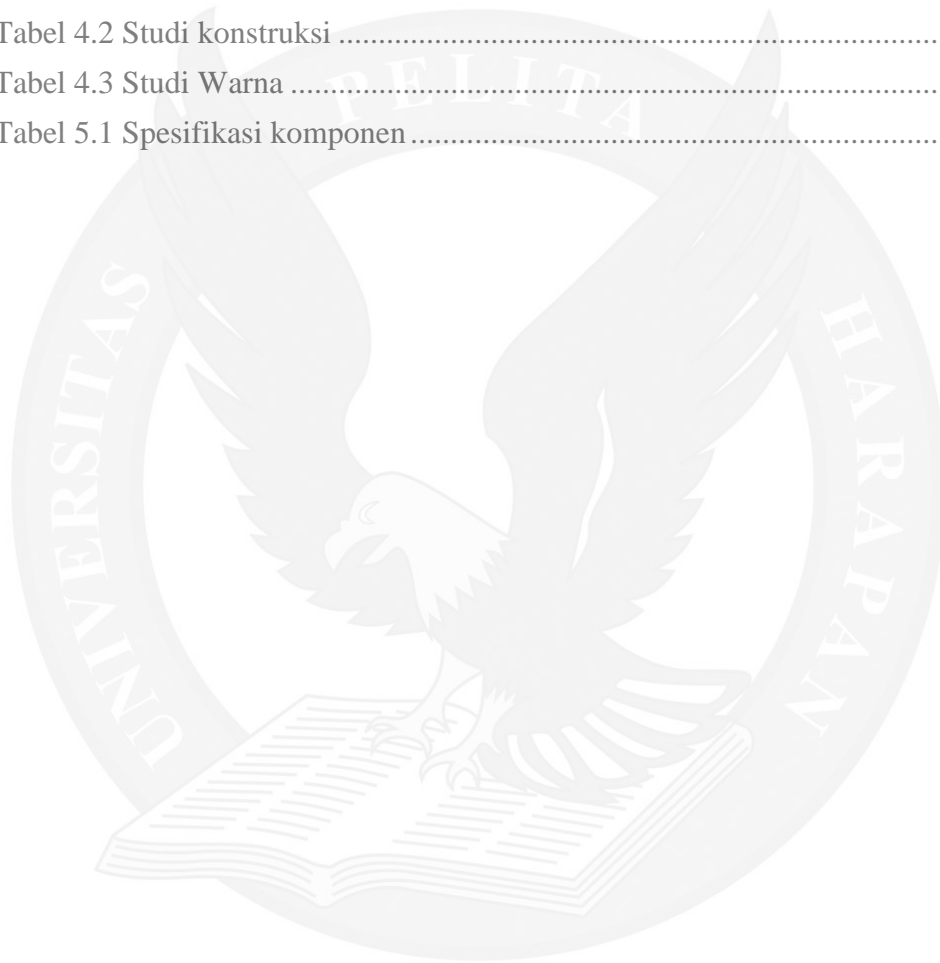 Tabel 4.2 Studi konstruksi ........................................................................
Tabel 4.3 Studi Warna ..............................................................................
Tabel 5.1 Spesifikasi komponen ...............................................................
UNIVERSITAS PELITA HARAPAN